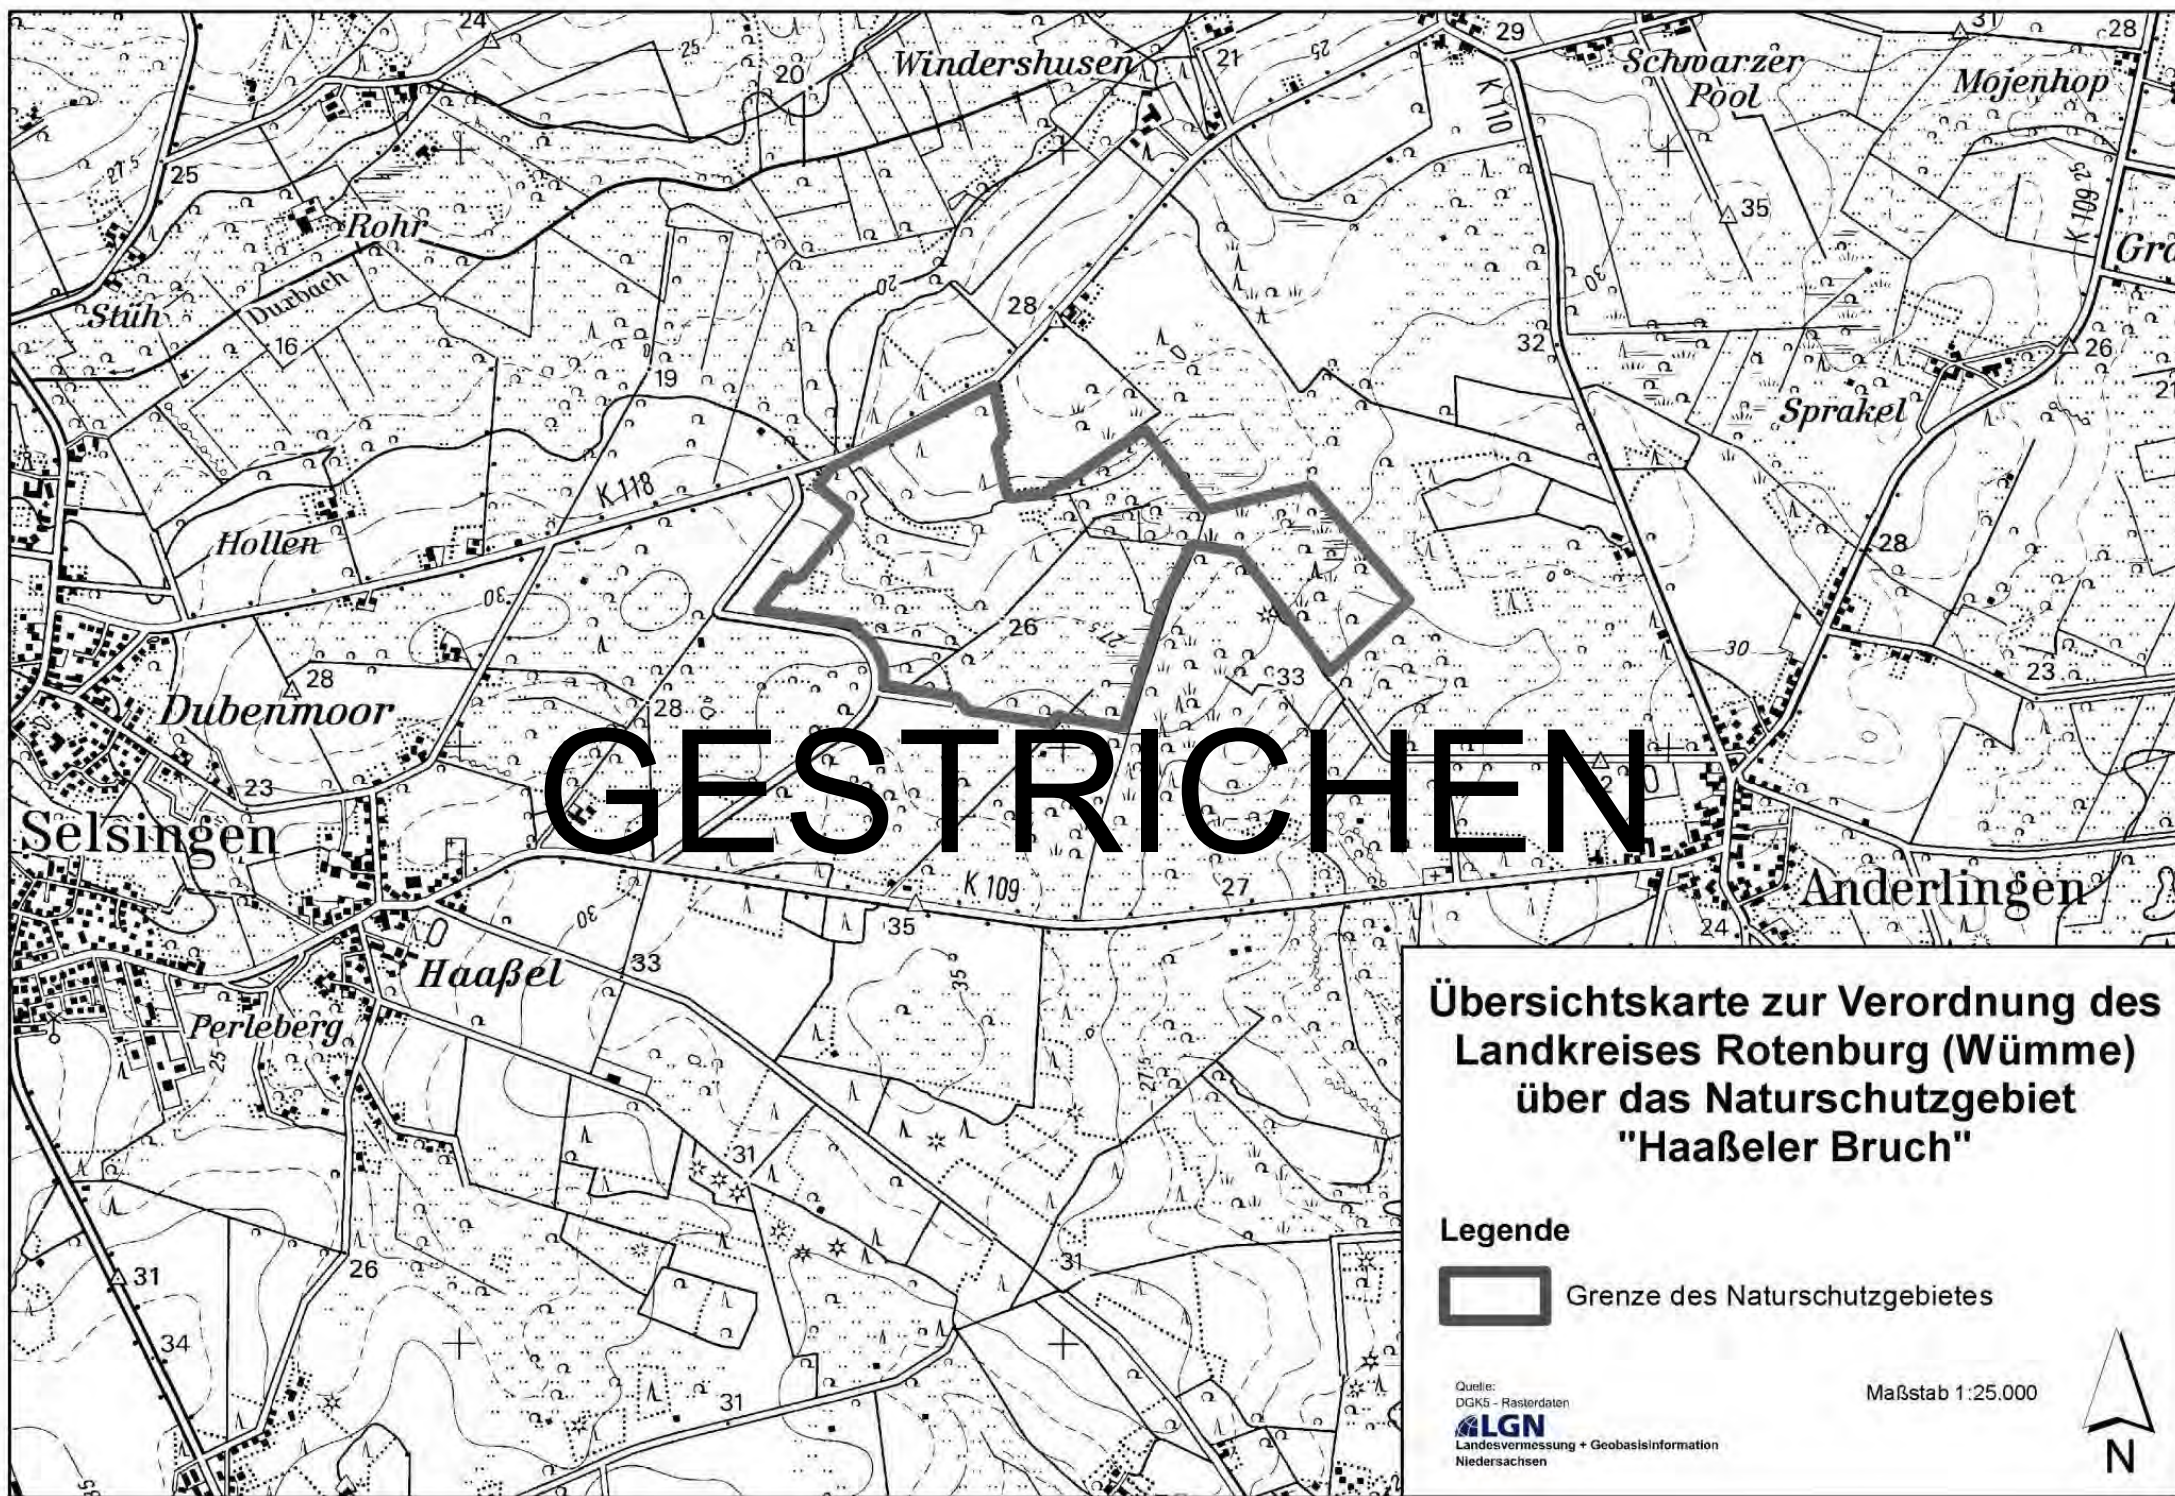 24
25
20
Windershusen
21
25
29
K 110
Schwarzer
Pool
31
28
Mojenhop
27,5
25
Rohr
35
K 109
25
Stüh
Duxbach
16
20
28
30
32
26
19
Sprakel
K 118
Hollen
30
28
26
27,5
28
Dubenmoor
28
33
30
23
GESTRICHEN
23
Selsingen
K 109
27
35
Anderlingen
24
30
Haaßel
33
35
Perleberg
25
27,5
31
31
26
31
34
31
35
Übersichtskarte zur Verordnung des
Landkreises Rotenburg (Wümme)
über das Naturschutzgebiet
"Haaßeler Bruch"
Legende
Grenze des Naturschutzgebietes
Quelle:
DGK5 - Rasterdaten
LGN
Landesvermessung + Geobasisinformation
Niedersachsen
Maßstab 1:25.000
N